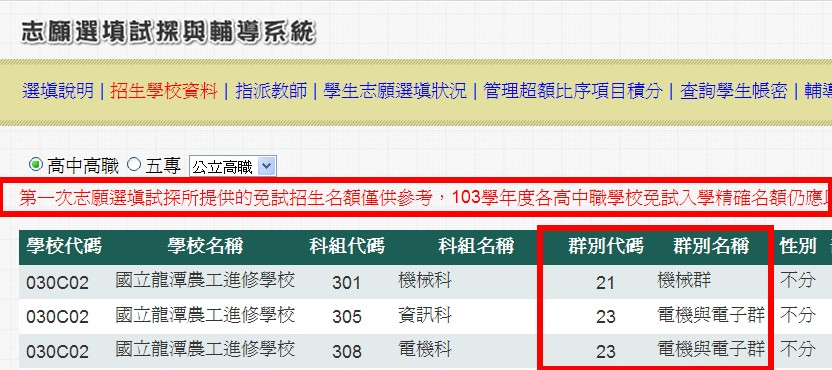 志願選填試探與輔導系統
選填說明 | 招生學校資料 | 指派教師 | 學生志願選填狀況 | 管理超額比序項目積分 | 查詢學生帳密 | 輔導
高中高職 五專 公立高職
第一次志願選填試探所提供的免試招生名額僅供參考，103學年度各高中職學校免試入學精確名額仍應
學校代碼 學校名稱 科組代碼 科組名稱 群別代碼 群別名稱 性別
030C02 國立龍潭農工進修學校 301 機械科 21 機械群 不分
030C02 國立龍潭農工進修學校 305 資訊科 23 電機與電子群 不分
030C02 國立龍潭農工進修學校 308 電機科 23 電機與電子群 不分